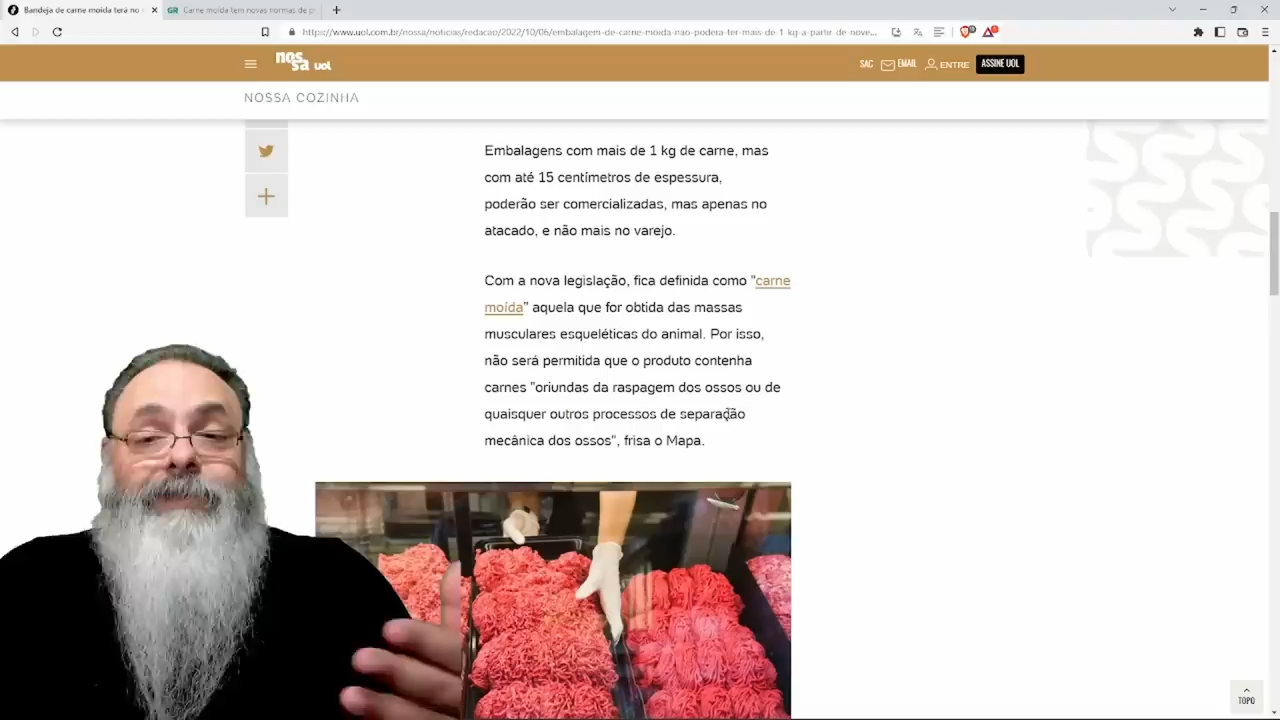 Bandeja de carne moída terá no
Carne moída tem novas normas de p
https://www.uol.com.br/nossa/noticias/redacao/2022/10/06/embalagem-de-carne-moida-nao-podera-ter-mais-de-1-kg-a-partir-de-nove...
nossa uol
SAC EMAIL ENTRE ASSINE UOL
NOSSA COZINHA
Embalagens com mais de 1 kg de carne, mas
com até 15 centímetros de espessura,
poderão ser comercializadas, mas apenas no
atacado, e não mais no varejo.
Com a nova legislação, fica definida como "carne
moída" aquela que for obtida das massas
musculares esqueléticas do animal. Por isso,
não será permitida que o produto contenha
carnes "oriundas da raspagem dos ossos ou de
quaisquer outros processos de separação
mecânica dos ossos", frisa o Mapa.
TOPO